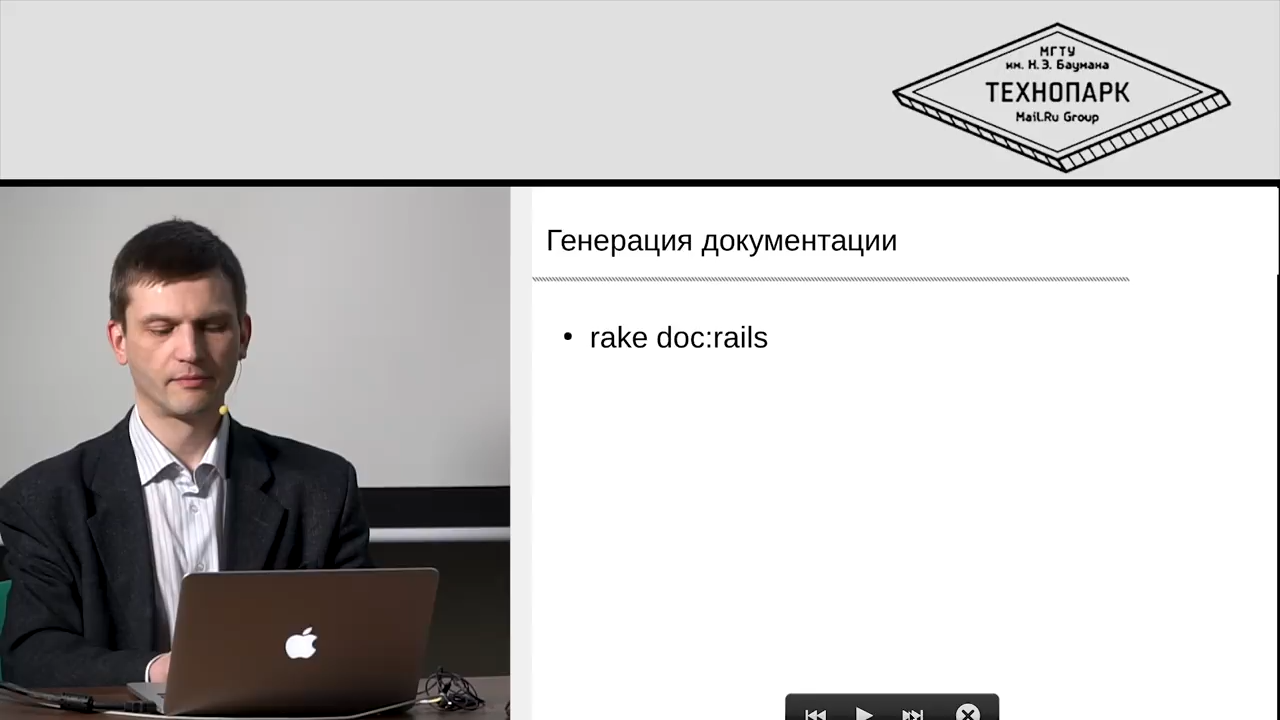 МГТУ
им. Н.Э. Баумана
ТЕХНОПАРК
Mail.Ru Group
Генерация документации
• rake doc:rails